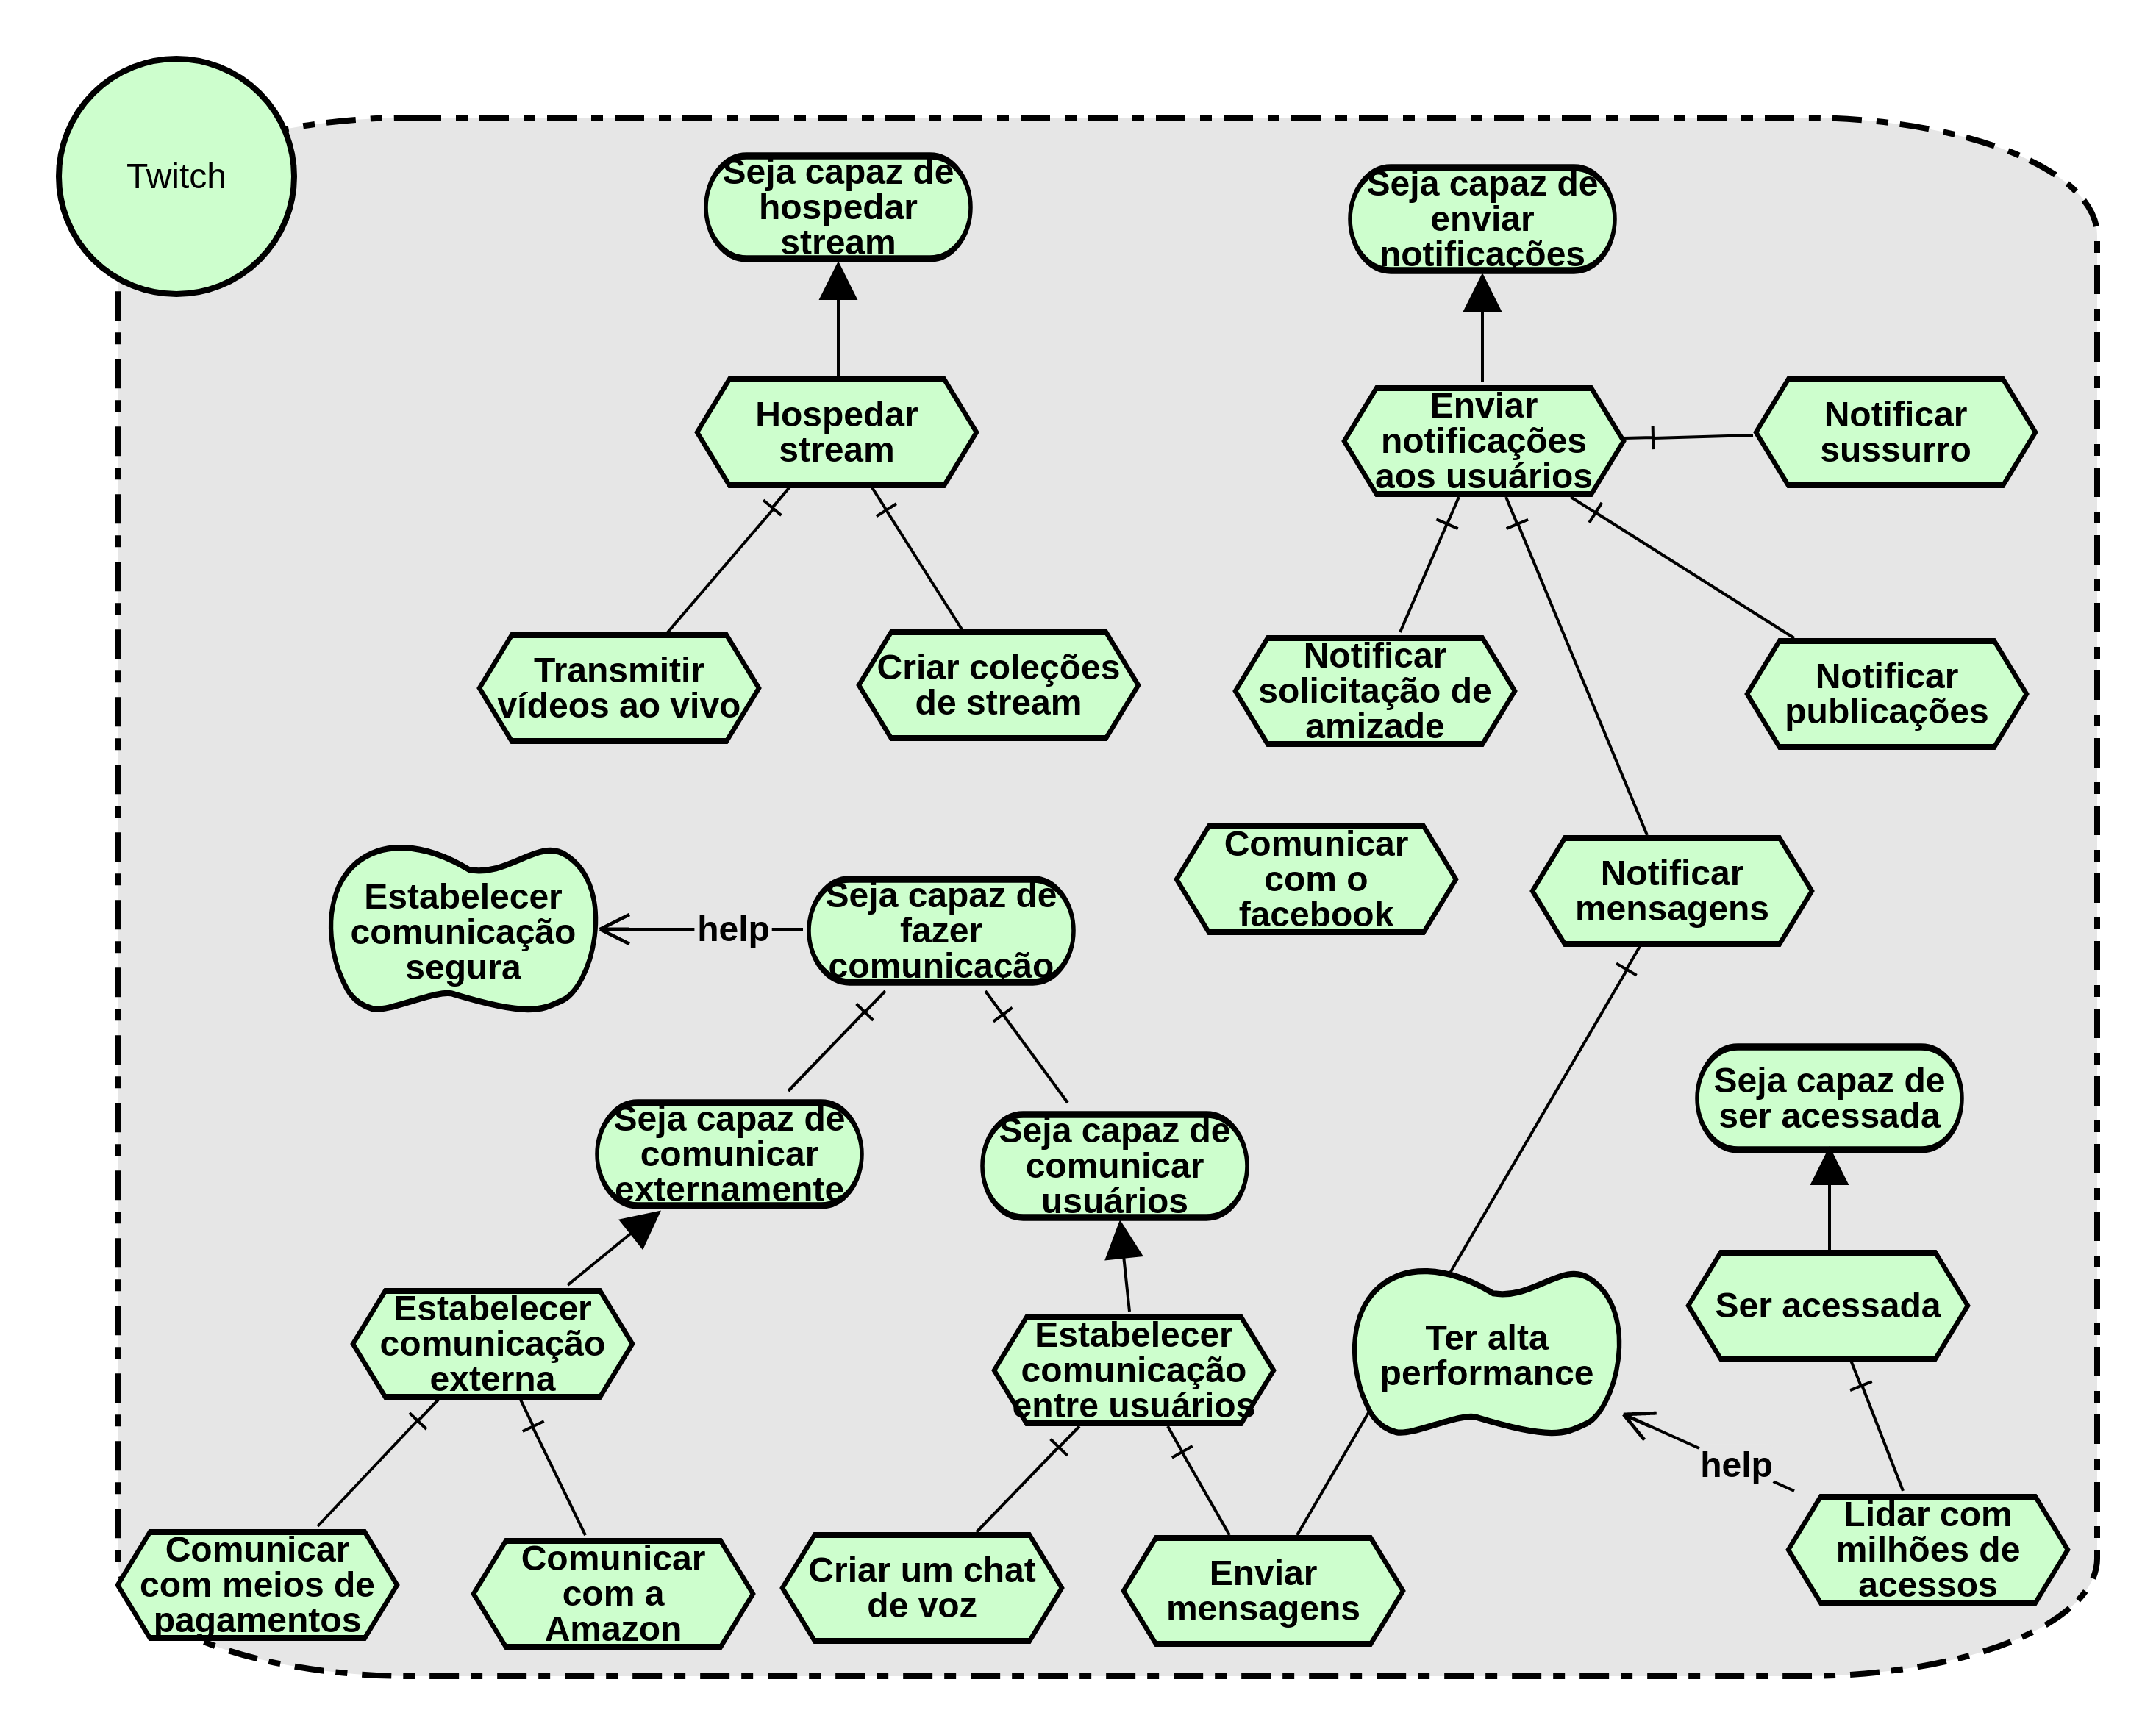 Twitch
Seja capaz de
hospedar
stream
Seja capaz de
enviar
notificações
Hospedar
stream
Enviar
notificações
aos usuários
Notificar
sussurro
Transmitir
vídeos ao vivo
Criar coleções
de stream
Notificar
solicitação de
amizade
Notificar
publicações
Estabelecer
comunicação
segura
help
Seja capaz de
fazer
comunicação
Comunicar
com o
facebook
Notificar
mensagens
Seja capaz de
comunicar
externamente
Seja capaz de
comunicar
usuários
Seja capaz de
ser acessada
Estabelecer
comunicação
externa
Estabelecer
comunicação
entre usuários
Ter alta
performance
Ser acessada
help
Comunicar
com meios de
pagamentos
Comunicar
com a
Amazon
Criar um chat
de voz
Enviar
mensagens
Lidar com
milhões de
acessos